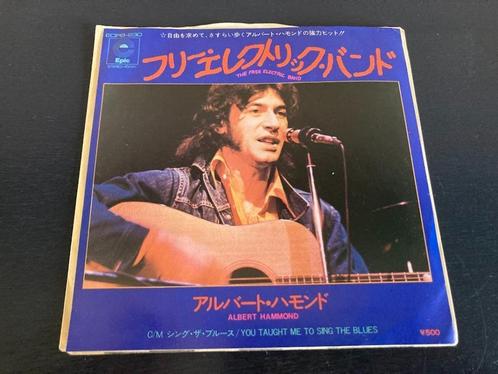 ECPB-230
Epic
☆自由を求めて、さすらい歩くアルバート・ハモンドの強力ヒット!!
フリー・エレクトリック・バンド
THE FREE ELECTRIC BAND
アルバート・ハモンド
ALBERT HAMMOND
C/W シング・ザ・ブルース/YOU TAUGHT ME TO SING THE BLUES
¥500